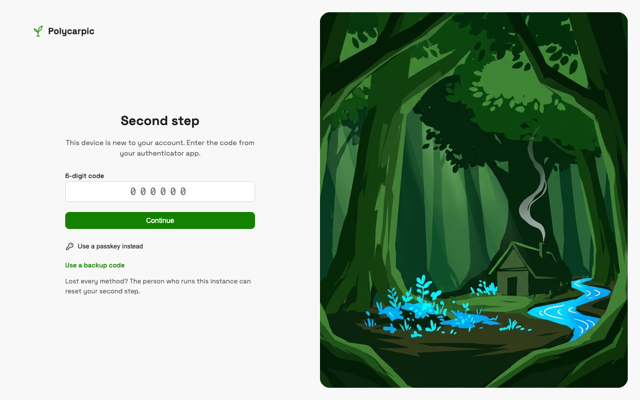 Polycarpic
Second step
This device is new to your account. Enter the code from
your authenticator app.
6-digit code
000000
Continue
Use a passkey instead
Use a backup code
Lost every method? The person who runs this instance can
reset your second step.